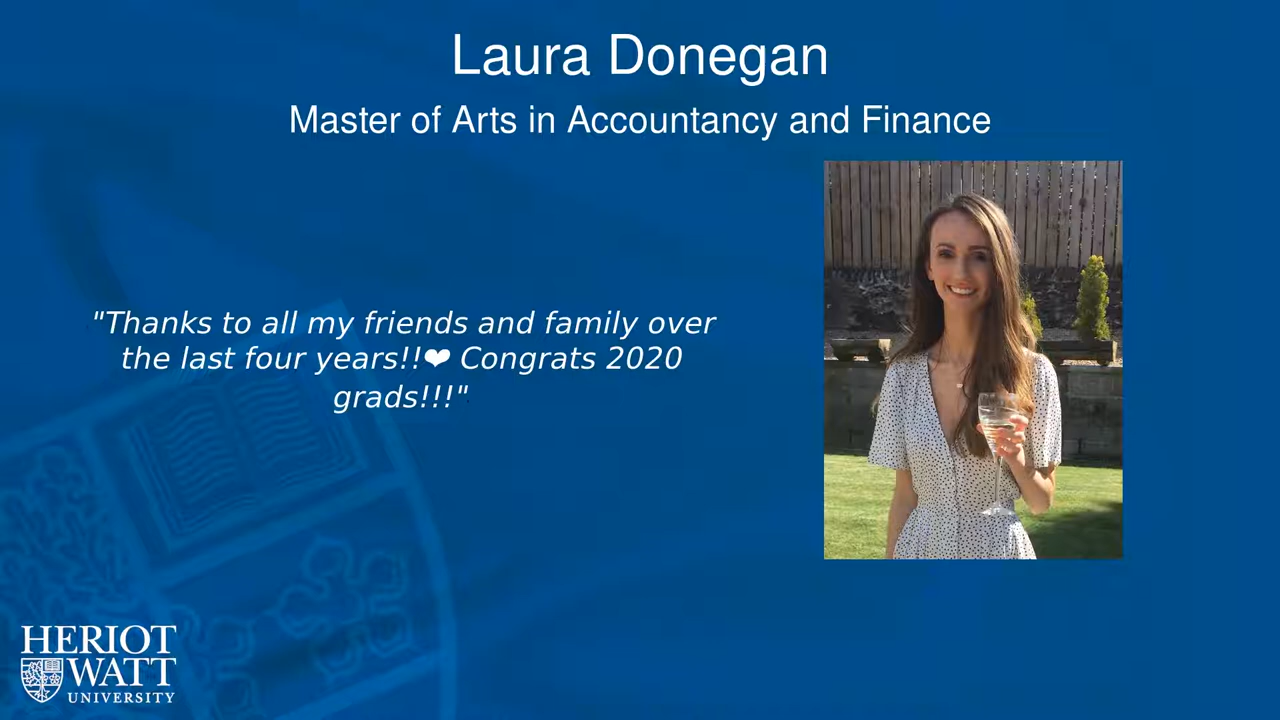 Laura Donegan
Master of Arts in Accountancy and Finance
"Thanks to all my friends and family over
the last four years!!❤ Congrats 2020
grads!!!"
HERIOT
WATT
UNIVERSITY